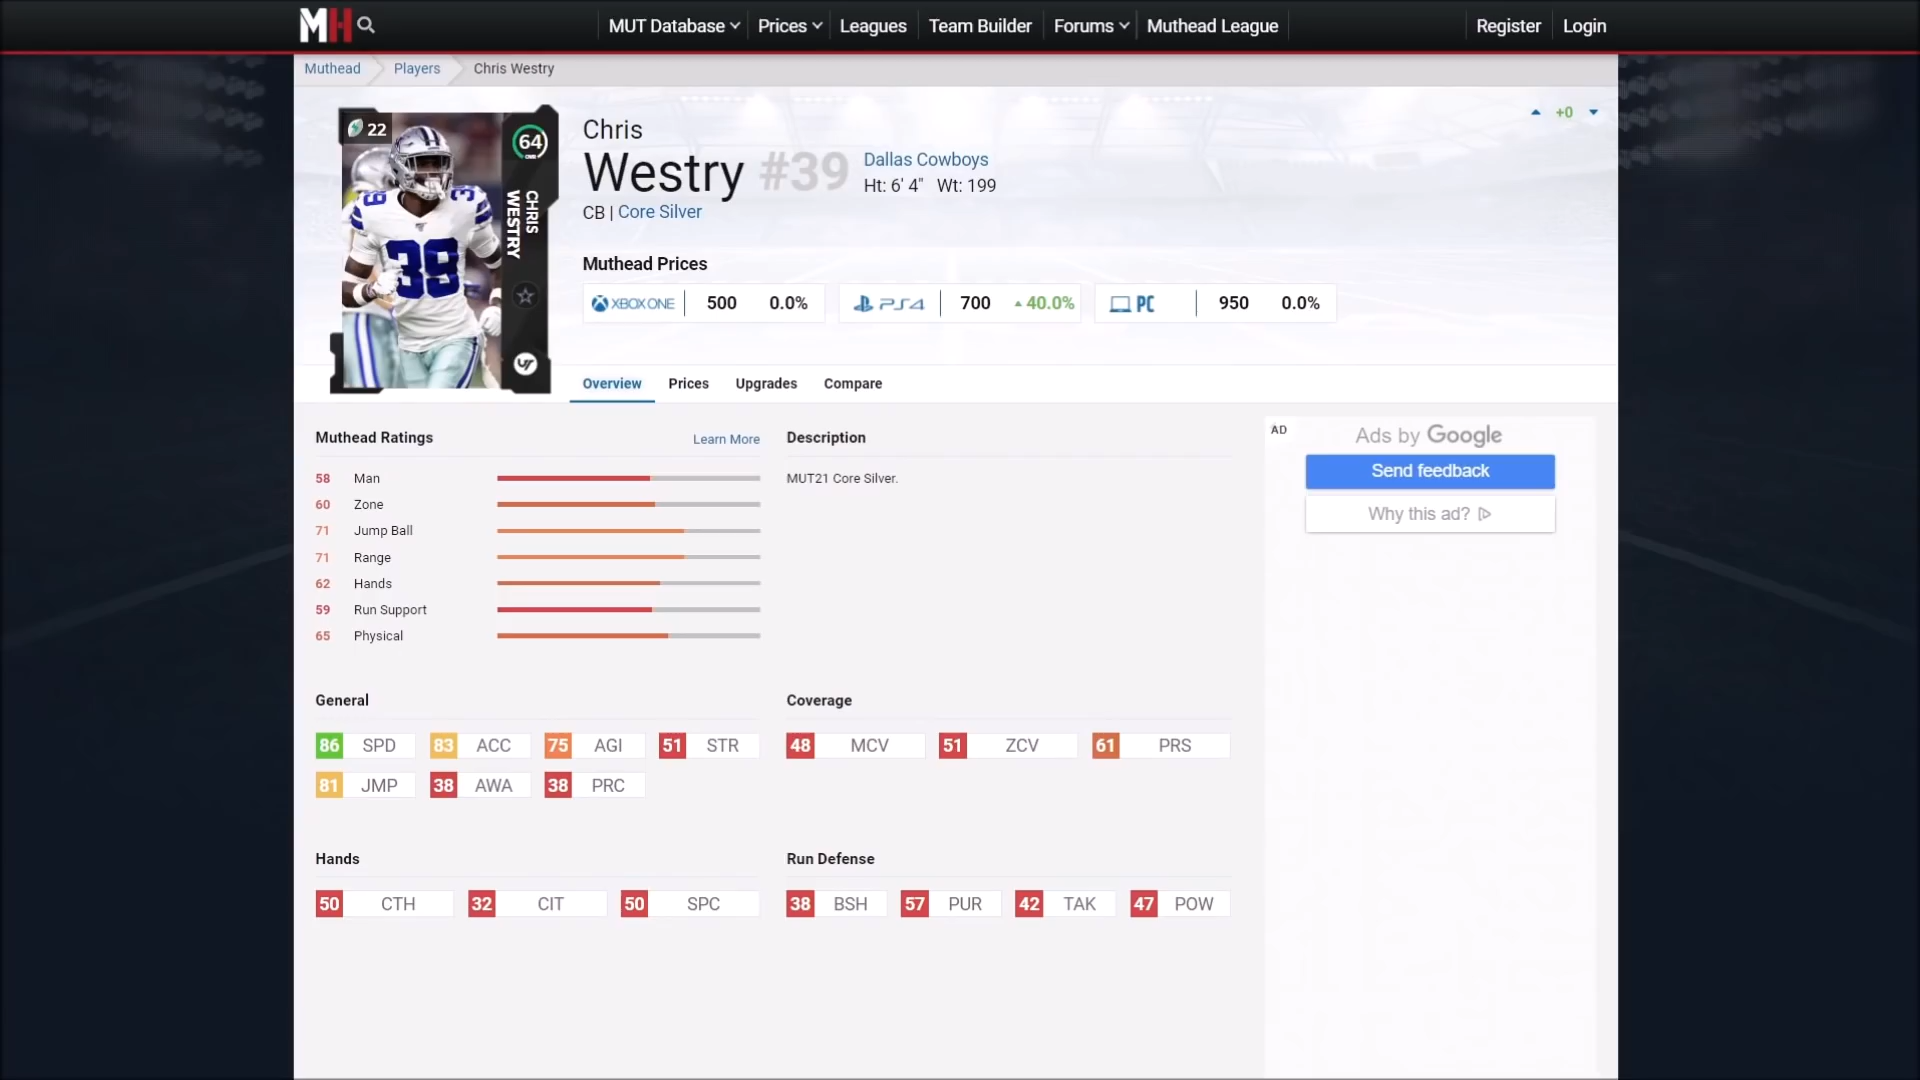 MH
MUT Database
Prices
Leagues
Team Builder
Forums
Muthead League
Register
Login
Muthead
Players
Chris Westry
22
64
OVR
CHRIS
WESTRY
39
39
UT
Chris
Westry #39
Dallas Cowboys
Ht: 6' 4" Wt: 199
CB | Core Silver
+0
Muthead Prices
XBOX ONE 500 0.0%
PS4 700 40.0%
PC 950 0.0%
Overview
Prices
Upgrades
Compare
Muthead Ratings
Learn More
58 Man
60 Zone
71 Jump Ball
71 Range
62 Hands
59 Run Support
65 Physical
Description
MUT21 Core Silver.
AD
Ads by Google
Send feedback
Why this ad?
General
86 SPD 83 ACC 75 AGI 51 STR
81 JMP 38 AWA 38 PRC
Coverage
48 MCV 51 ZCV 61 PRS
Hands
50 CTH 32 CIT 50 SPC
Run Defense
38 BSH 57 PUR 42 TAK 47 POW